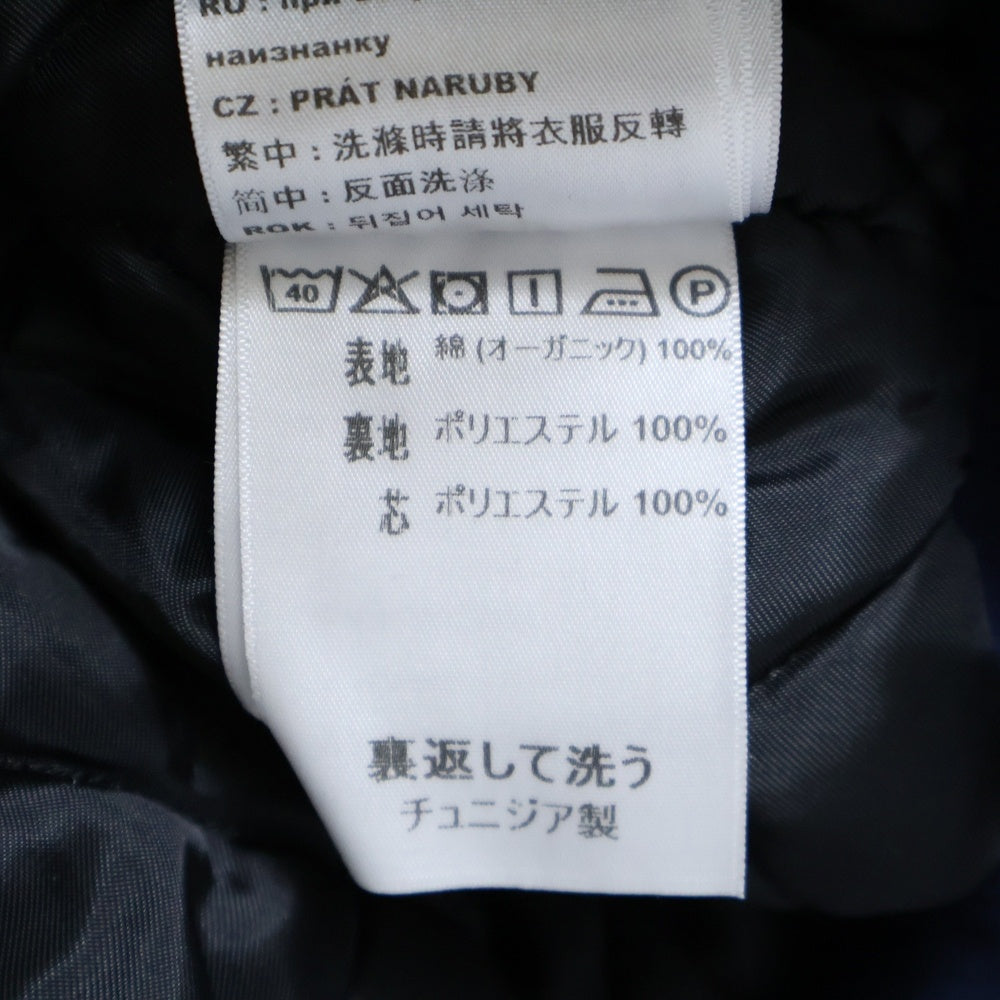 RU : при
наизнанку
CZ : PRÁT NARUBY
繁中 : 洗滌時請將衣服反轉
简中 : 反面洗涤
ROK : 뒤집어 세탁
40
P
表地 綿 (オーガニック) 100%
裏地 ポリエステル 100%
芯 ポリエステル 100%
裏返して洗う
チュニジア製